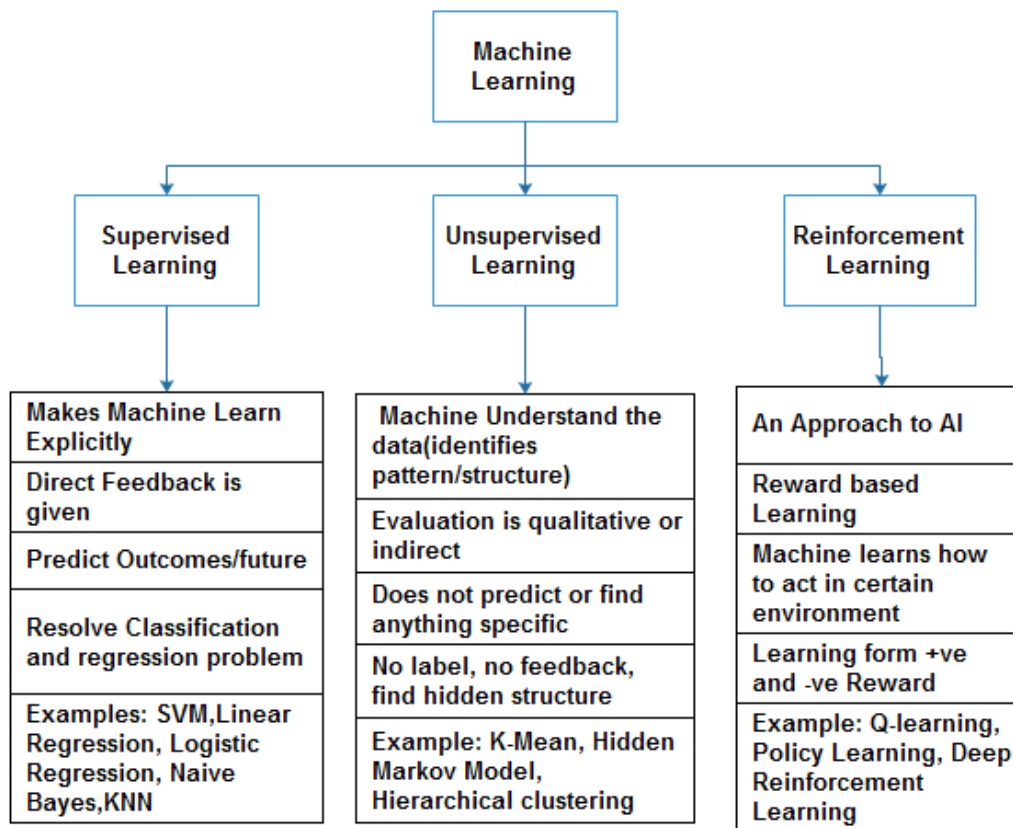 Machine
Learning
Supervised
Learning
Unsupervised
Learning
Reinforcement
Learning
Makes Machine Learn
Explicitly
Direct Feedback is
given
Predict Outcomes/future
Resolve Classification
and regression problem
Examples: SVM,Linear
Regression, Logistic
Regression, Naive
Bayes,KNN
Machine Understand the
data(identifies
pattern/structure)
Evaluation is qualitative or
indirect
Does not predict or find
anything specific
No label, no feedback,
find hidden structure
Example: K-Mean, Hidden
Markov Model,
Hierarchical clustering
An Approach to AI
Reward based
Learning
Machine learns how
to act in certain
environment
Learning form +ve
and -ve Reward
Example: Q-learning,
Policy Learning, Deep
Reinforcement
Learning